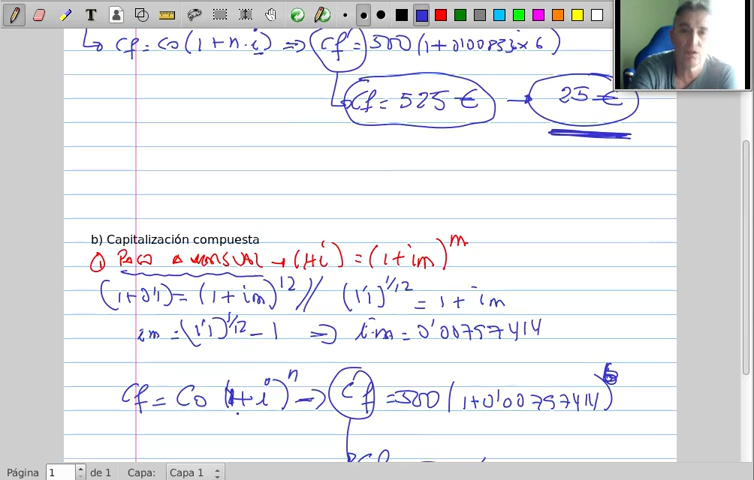 T
Cf = Co (1 + n·i) ⇒ Cf = 500 (1 + 0'00833 × 6)
Cf = 525 € → 25 €
b) Capitalización compuesta
① PASO A MENSUAL → (1+i) = (1 + im)^m
(1+0'1) = (1 + im)^12 // (1'1)^1/12 = 1 + im
im = (1'1)^1/12 - 1 ⇒ im = 0'00797414
Cf = Co (1+i)^n → Cf = 500 (1+0'00797414)^6
Cf
Página 1 de 1 Capa: Capa 1